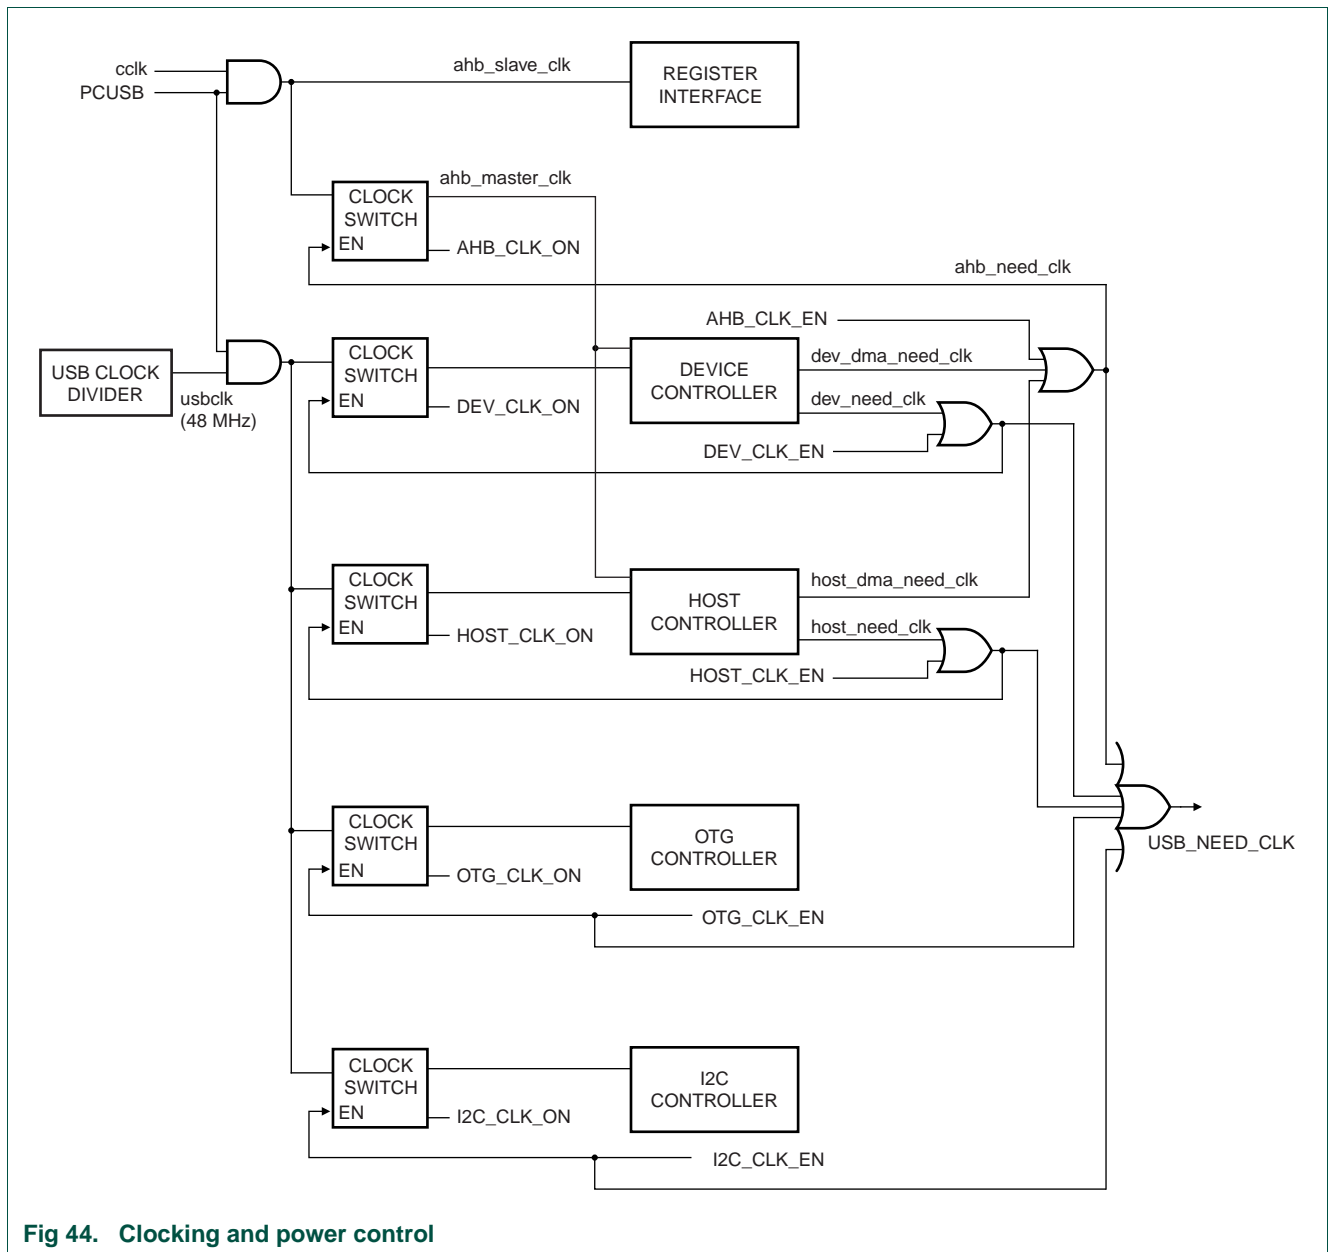 cclk
PCUSB
ahb_slave_clk
REGISTER
INTERFACE
CLOCK
SWITCH
EN
ahb_master_clk
AHB_CLK_ON
ahb_need_clk
AHB_CLK_EN
USB CLOCK
DIVIDER
usbclk
(48 MHz)
CLOCK
SWITCH
EN
DEV_CLK_ON
DEVICE
CONTROLLER
dev_dma_need_clk
dev_need_clk
DEV_CLK_EN
CLOCK
SWITCH
EN
HOST_CLK_ON
HOST
CONTROLLER
host_dma_need_clk
host_need_clk
HOST_CLK_EN
CLOCK
SWITCH
EN
OTG_CLK_ON
OTG
CONTROLLER
USB_NEED_CLK
OTG_CLK_EN
CLOCK
SWITCH
EN
I2C_CLK_ON
I2C
CONTROLLER
I2C_CLK_EN
Fig 44. Clocking and power control